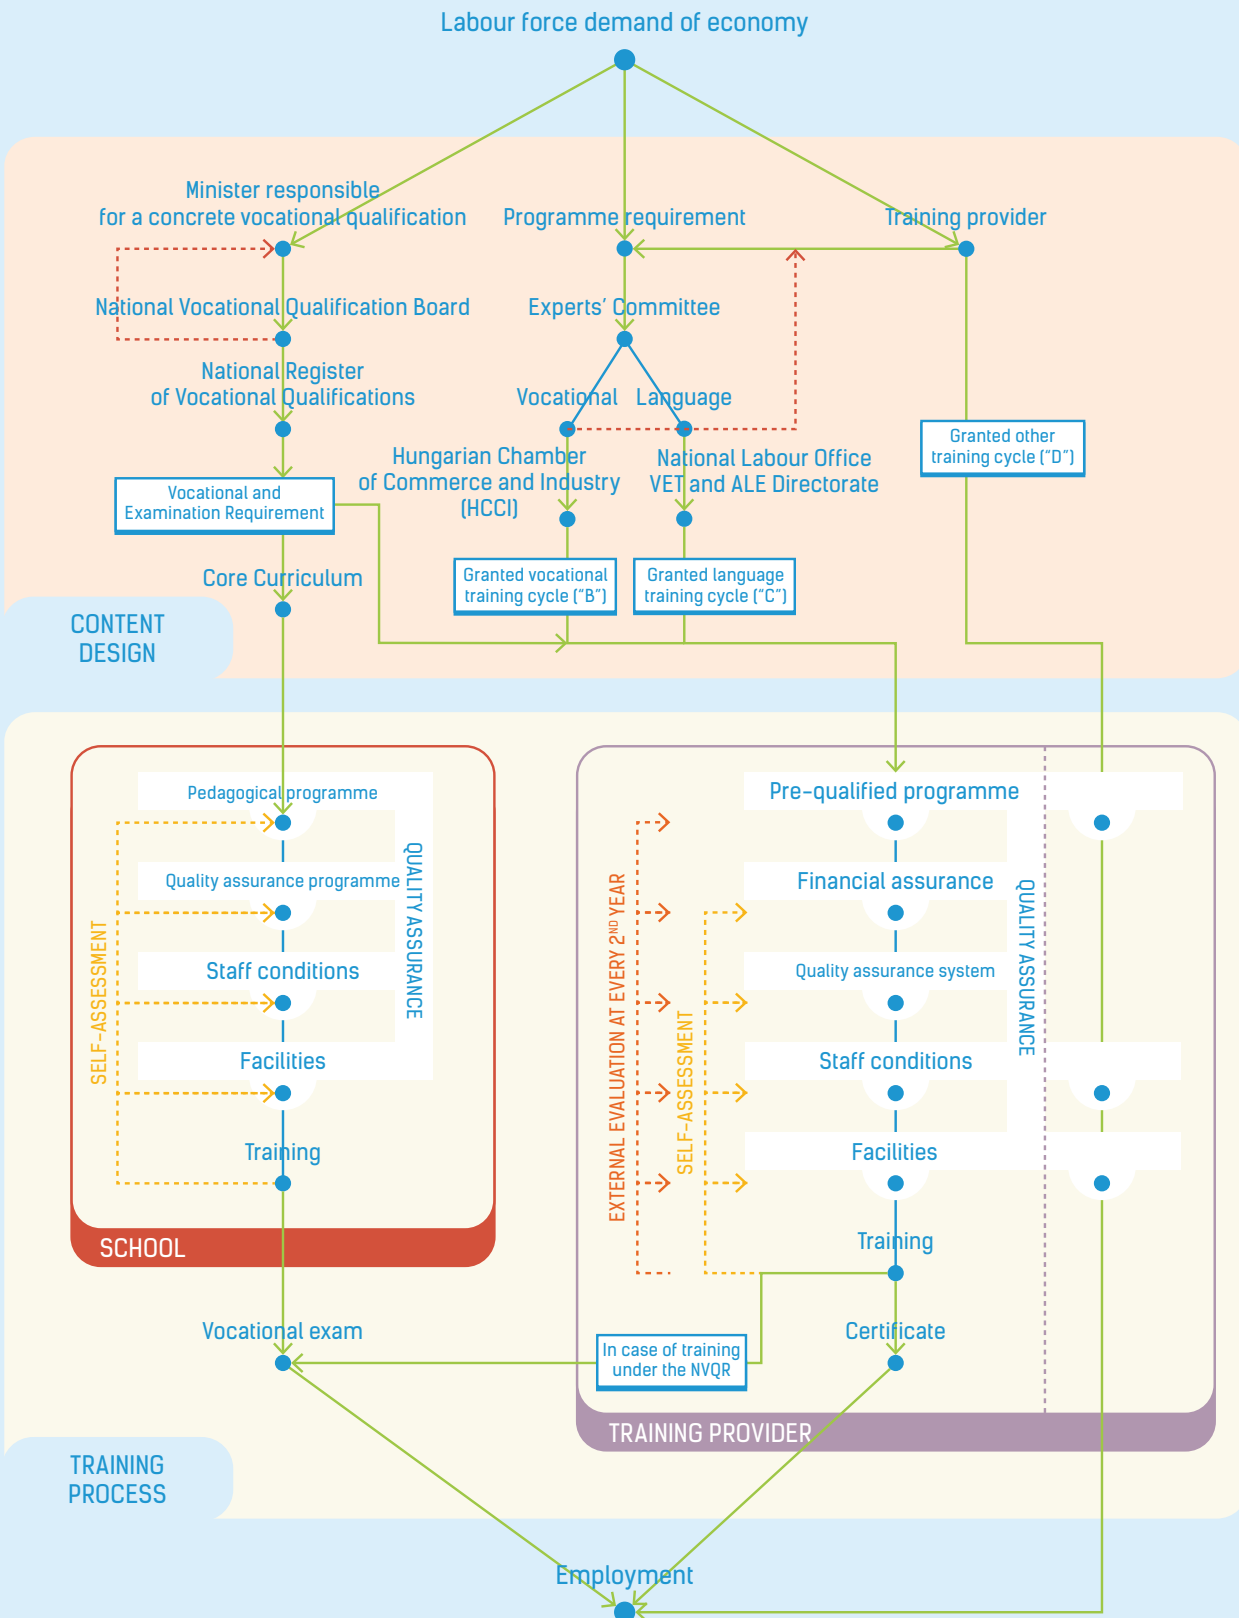 Labour force demand of economy
Minister responsible
for a concrete vocational qualification
Programme requirement
Training provider
National Vocational Qualification Board
Experts' Committee
National Register
of Vocational Qualifications
Vocational
Language
Hungarian Chamber
of Commerce and Industry
(HCCI)
National Labour Office
VET and ALE Directorate
Granted other
training cycle ("D")
Vocational and
Examination Requirement
Core Curriculum
Granted vocational
training cycle ("B")
Granted language
training cycle ("C")
CONTENT
DESIGN
Pedagogical programme
Quality assurance programme
Staff conditions
Facilities
Training
SELF-ASSESSMENT
QUALITY ASSURANCE
SCHOOL
Pre-qualified programme
Financial assurance
Quality assurance system
Staff conditions
Facilities
Training
EXTERNAL EVALUATION AT EVERY 2ND YEAR
SELF-ASSESSMENT
QUALITY ASSURANCE
Vocational exam
In case of training
under the NVQR
Certificate
TRAINING PROVIDER
TRAINING
PROCESS
Employment